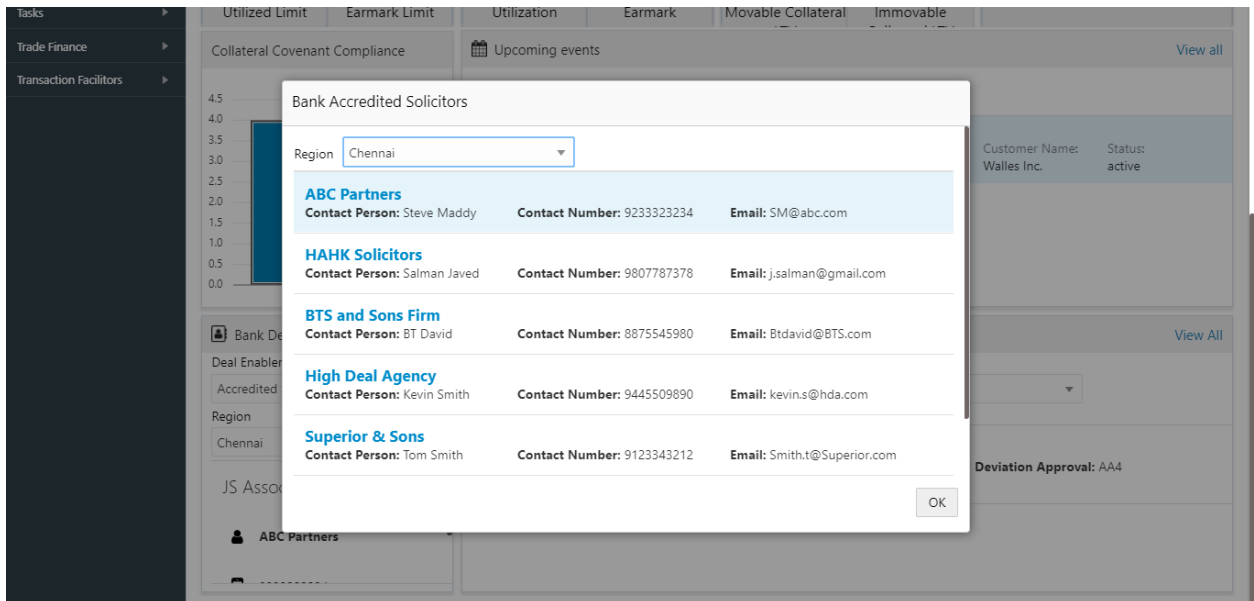 Tasks
Utilized Limit Earmark Limit Utilization Earmark Movable Collateral Immovable
Trade Finance
Collateral Covenant Compliance Upcoming events View all
Transaction Facilitors
4.5
4.0
3.5
3.0
2.5
2.0
1.5
1.0
0.5
0.0
Customer Name: Status:
Walles Inc. active
Bank Accredited Solicitors
Region Chennai
ABC Partners
Contact Person: Steve Maddy Contact Number: 9233323234 Email: SM@abc.com
HAHK Solicitors
Contact Person: Salman Javed Contact Number: 9807787378 Email: j.salman@gmail.com
BTS and Sons Firm
Contact Person: BT David Contact Number: 8875545980 Email: Btdavid@BTS.com
High Deal Agency
Contact Person: Kevin Smith Contact Number: 9445509890 Email: kevin.s@hda.com
Superior & Sons
Contact Person: Tom Smith Contact Number: 9123343212 Email: Smith.t@Superior.com
OK
Bank De
View All
Deal Enabler
Accredited
Region
Chennai
Deviation Approval: AA4
JS Assoc
ABC Partners